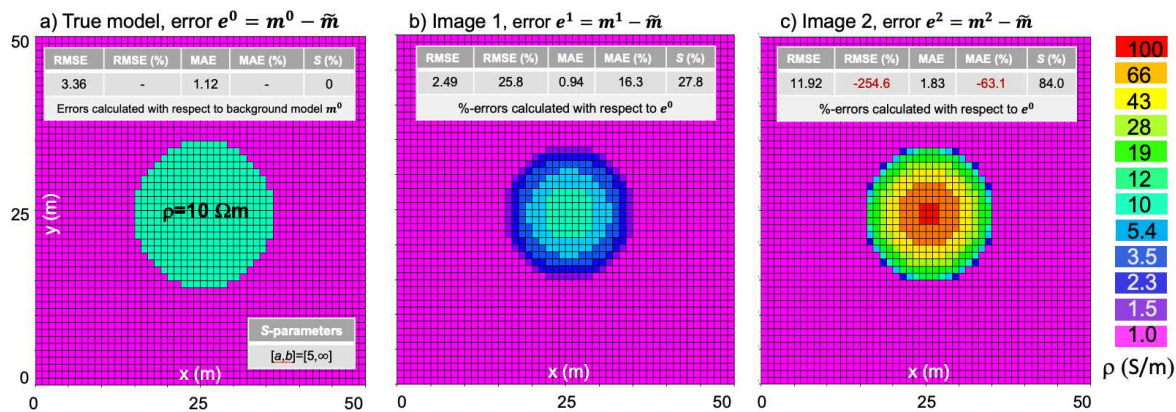 a) True model, error e⁰ = m⁰ − m̃
RMSE RMSE (%) MAE MAE (%) S (%)
3.36 - 1.12 - 0
Errors calculated with respect to background model m⁰
ρ=10 Ωm
S-parameters
[a,b]=[5,∞]
50
25
0
y (m)
x (m)
25
50
b) Image 1, error e¹ = m¹ − m̃
RMSE RMSE (%) MAE MAE (%) S (%)
2.49 25.8 0.94 16.3 27.8
%-errors calculated with respect to e⁰
x (m)
25
50
c) Image 2, error e² = m² − m̃
RMSE RMSE (%) MAE MAE (%) S (%)
11.92 -254.6 1.83 -63.1 84.0
%-errors calculated with respect to e⁰
x (m)
25
50
100
66
43
28
19
12
10
5.4
3.5
2.3
1.5
1.0
ρ (S/m)